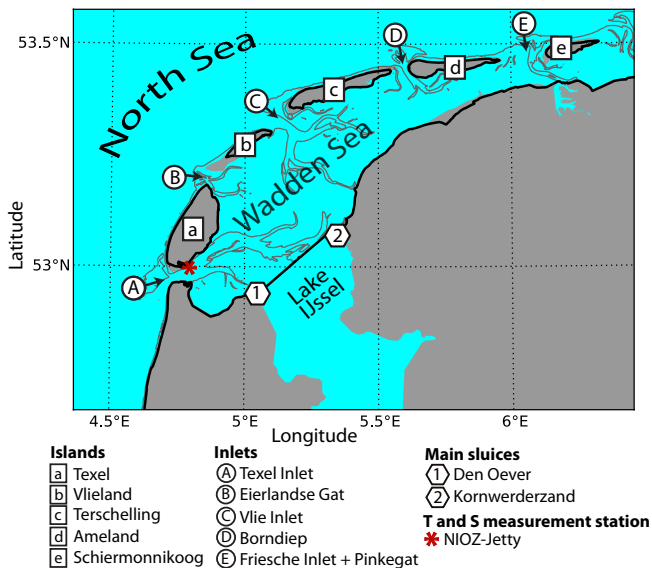 North Sea
Wadden Sea
Lake
IJssel
53.5°N
53°N
Latitude
4.5°E
5°E
5.5°E
6°E
Longitude
A
B
C
D
E
a
b
c
d
e
1
2
Islands
a Texel
b Vlieland
c Terschelling
d Ameland
e Schiermonnikoog
Inlets
A Texel Inlet
B Eierlandse Gat
C Vlie Inlet
D Borndiep
E Friesche Inlet + Pinkegat
Main sluices
1 Den Oever
2 Kornwerderzand
T and S measurement station
NIOZ-Jetty